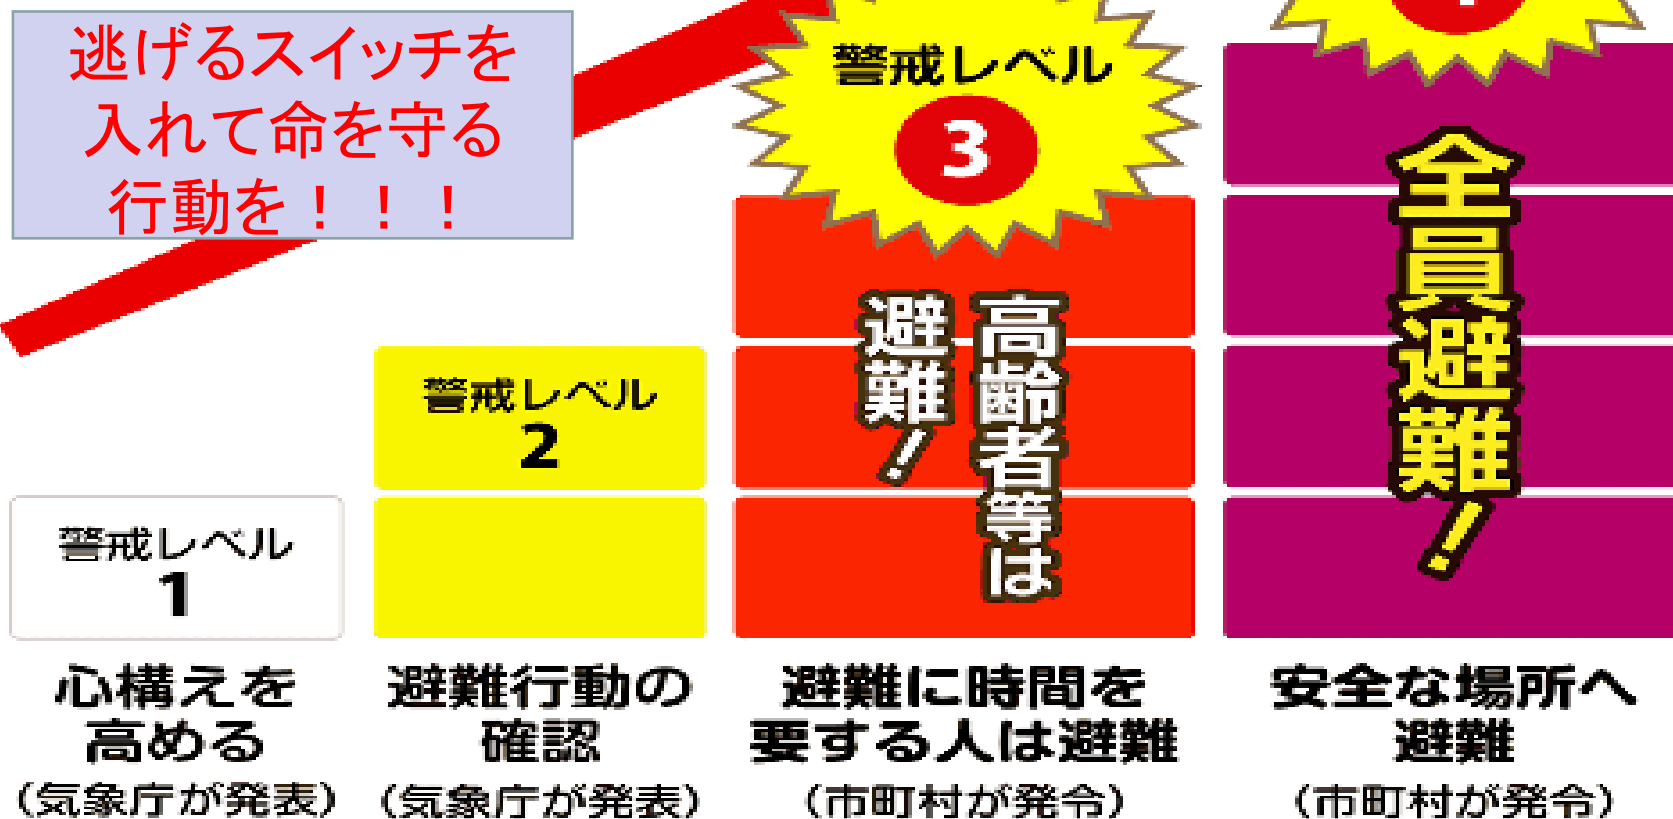 逃げるスイッチを
入れて命を守る
行動を！！！
警戒レベル
1
心構えを
高める
（気象庁が発表）
警戒レベル
2
避難行動の
確認
（気象庁が発表）
警戒レベル
3
高齢者等は
避難！
避難に時間を
要する人は避難
（市町村が発令）
全員避難！
安全な場所へ
避難
（市町村が発令）